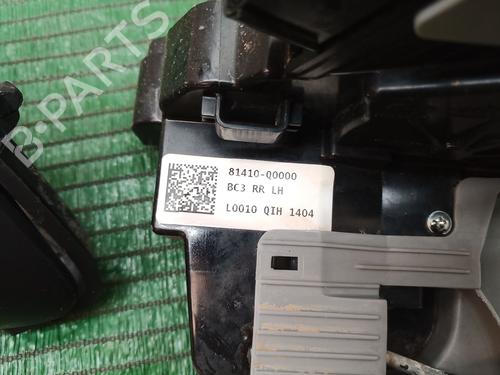 B-PARTS
81410-Q0000
BC3 RR LH
L0010 QIH 1404